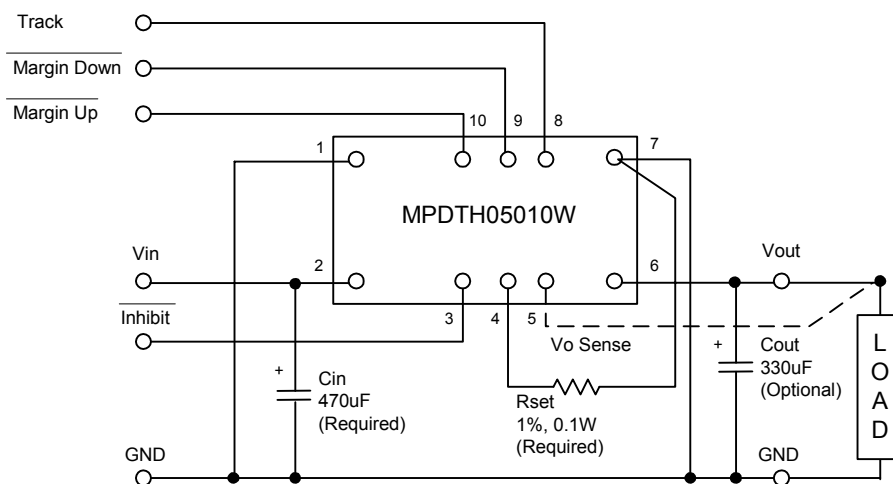 Track
Margin Down
Margin Up
10 9 8
1
7
MPDTH05010W
Vin
2
6
Vout
Inhibit
3
4
5
Vo Sense
+
Cin
470uF
(Required)
Rset
1%, 0.1W
(Required)
+
Cout
330uF
(Optional)
L
O
A
D
GND
GND